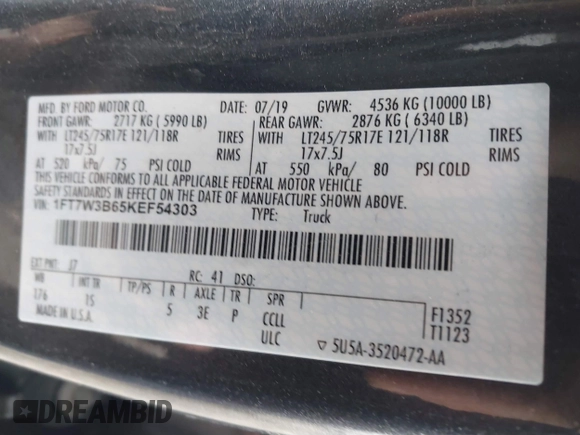 MFD. BY FORD MOTOR CO.
DATE: 07/19
GVWR: 4536 KG (10000 LB)
FRONT GAWR: 2717 KG (5990 LB)
REAR GAWR: 2876 KG (6340 LB)
WITH LT245/75R17E 121/118R TIRES
WITH LT245/75R17E 121/118R TIRES
17x7.5J RIMS
17x7.5J RIMS
AT 520 kPa/ 75 PSI COLD
AT 550 kPa/ 80 PSI COLD
THIS VEHICLE CONFORMS TO ALL APPLICABLE FEDERAL MOTOR VEHICLE
SAFETY STANDARDS IN EFFECT ON THE DATE OF MANUFACTURE SHOWN ABOVE.
VIN: 1FT7W3B65KEF54303
TYPE: Truck
EXT PNT: J7
RC: 41 DSO:
WB INT TR TP/PS R AXLE TR SPR
176 IS 5 3E P CCLL
ULC
F1352
T1123
MADE IN U.S.A.
▽ 5U5A-3520472-AA
DREAMBID